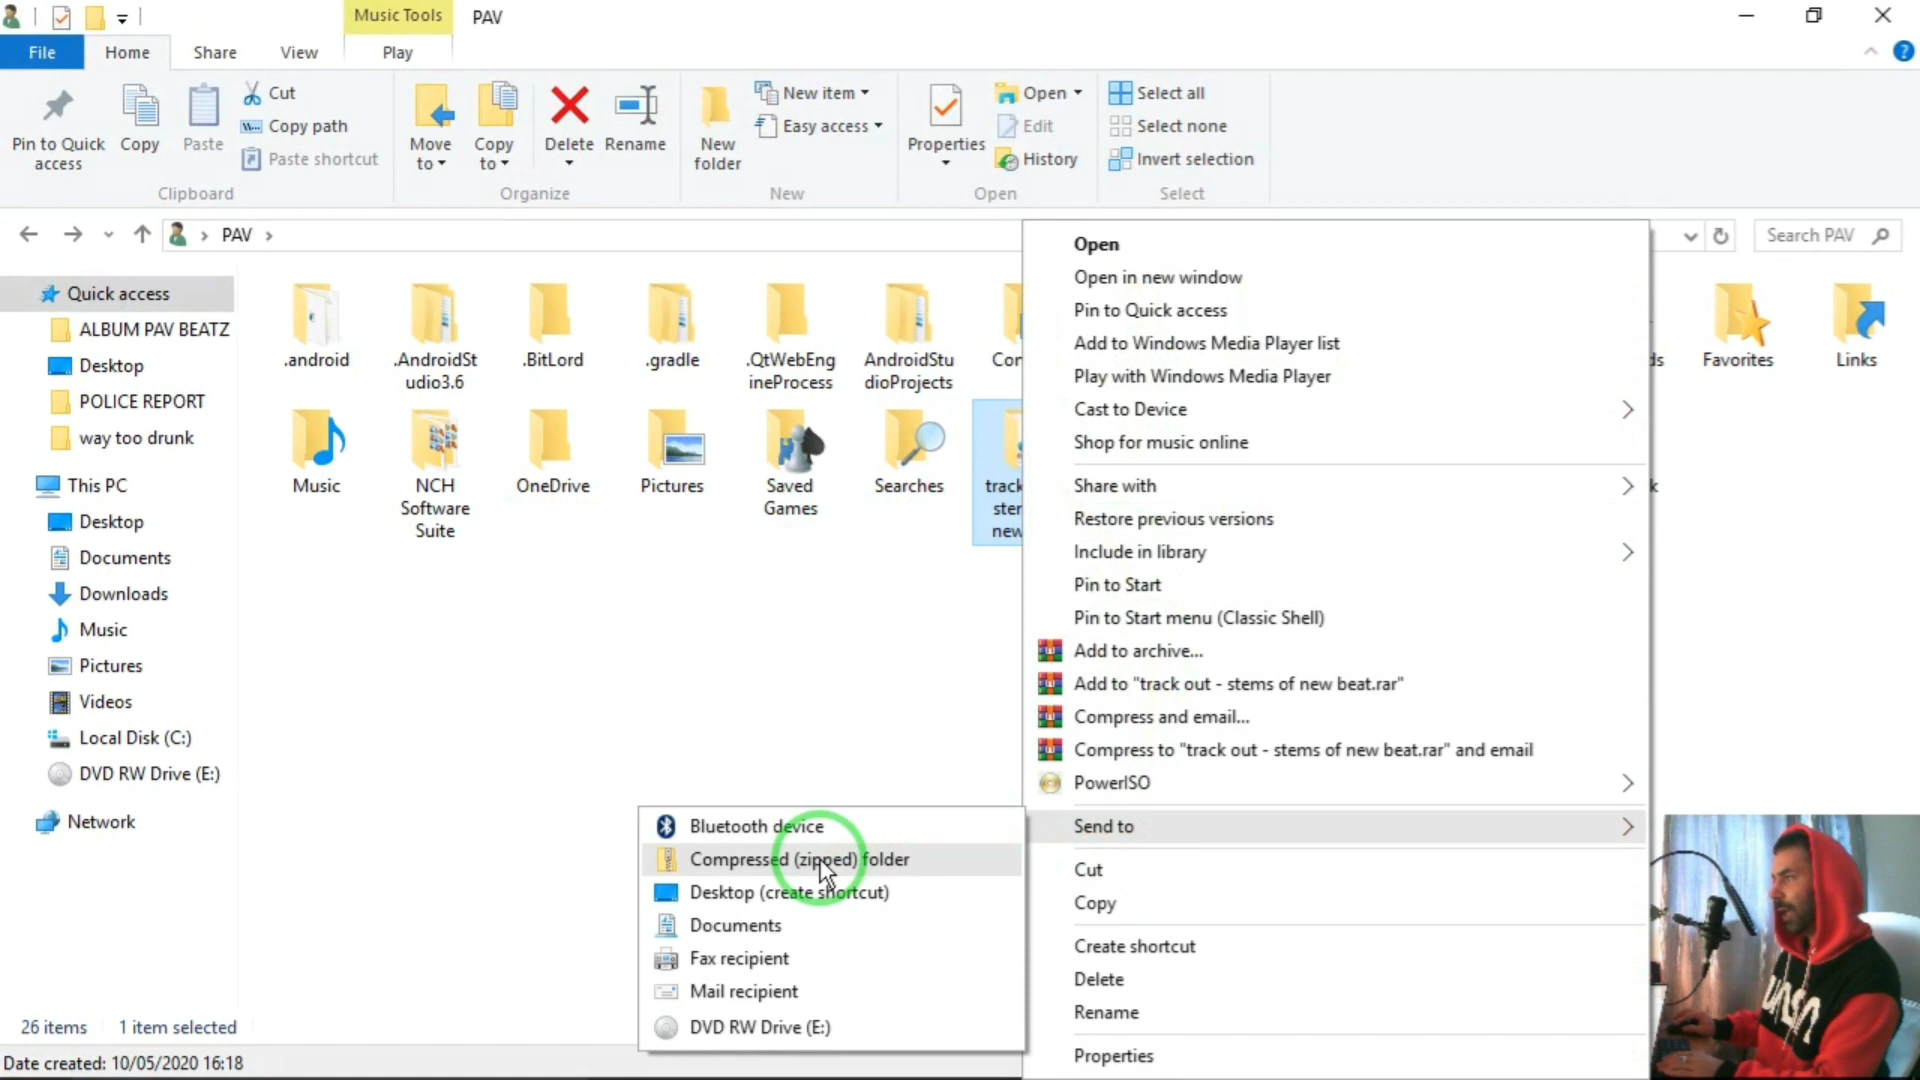 Music Tools
PAV
File
Home
Share
View
Play
Pin to Quick
access
Copy
Paste
Cut
Copy path
Paste shortcut
Clipboard
Move
to
Copy
to
Delete
Rename
Organize
New
folder
New item
Easy access
New
Properties
Open
Edit
History
Open
Select all
Select none
Invert selection
Select
PAV
Search PAV
Quick access
ALBUM PAV BEATZ
Desktop
POLICE REPORT
way too drunk
This PC
Desktop
Documents
Downloads
Music
Pictures
Videos
Local Disk (C:)
DVD RW Drive (E:)
Network
.android
.AndroidSt
udio3.6
.BitLord
.gradle
.QtWebEng
ineProcess
AndroidStu
dioProjects
Con
ds
Favorites
Links
Music
NCH
Software
Suite
OneDrive
Pictures
Saved
Games
Searches
track
ster
new
Open
Open in new window
Pin to Quick access
Add to Windows Media Player list
Play with Windows Media Player
Cast to Device
Shop for music online
Share with
Restore previous versions
Include in library
Pin to Start
Pin to Start menu (Classic Shell)
Add to archive...
Add to "track out - stems of new beat.rar"
Compress and email...
Compress to "track out - stems of new beat.rar" and email
PowerISO
Send to
Cut
Copy
Create shortcut
Delete
Rename
Properties
Bluetooth device
Compressed (zipped) folder
Desktop (create shortcut)
Documents
Fax recipient
Mail recipient
DVD RW Drive (E:)
26 items
1 item selected
Date created: 10/05/2020 16:18